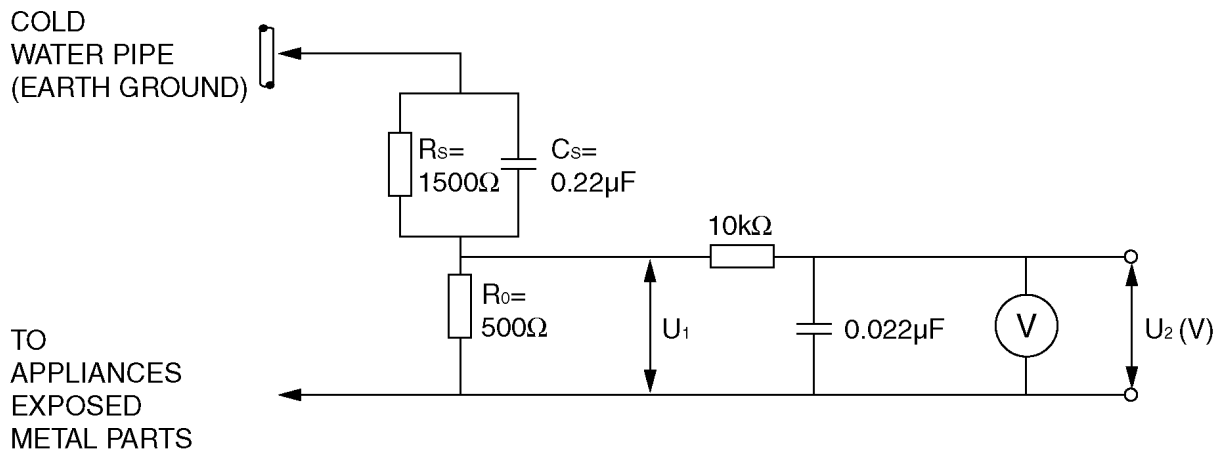 COLD
WATER PIPE
(EARTH GROUND)
RS=
1500Ω
CS=
0.22µF
10kΩ
R0=
500Ω
U1
0.022µF
V
U2 (V)
TO
APPLIANCES
EXPOSED
METAL PARTS